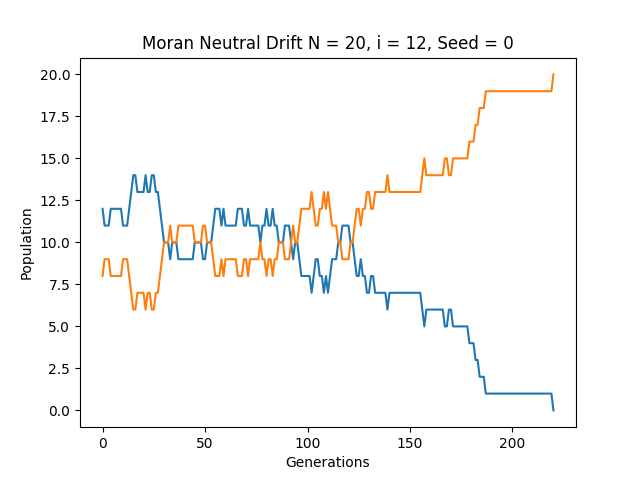 Moran Neutral Drift N = 20, i = 12, Seed = 0
20.0
17.5
15.0
12.5
10.0
7.5
5.0
2.5
0.0
Population
0 50 100 150 200
Generations